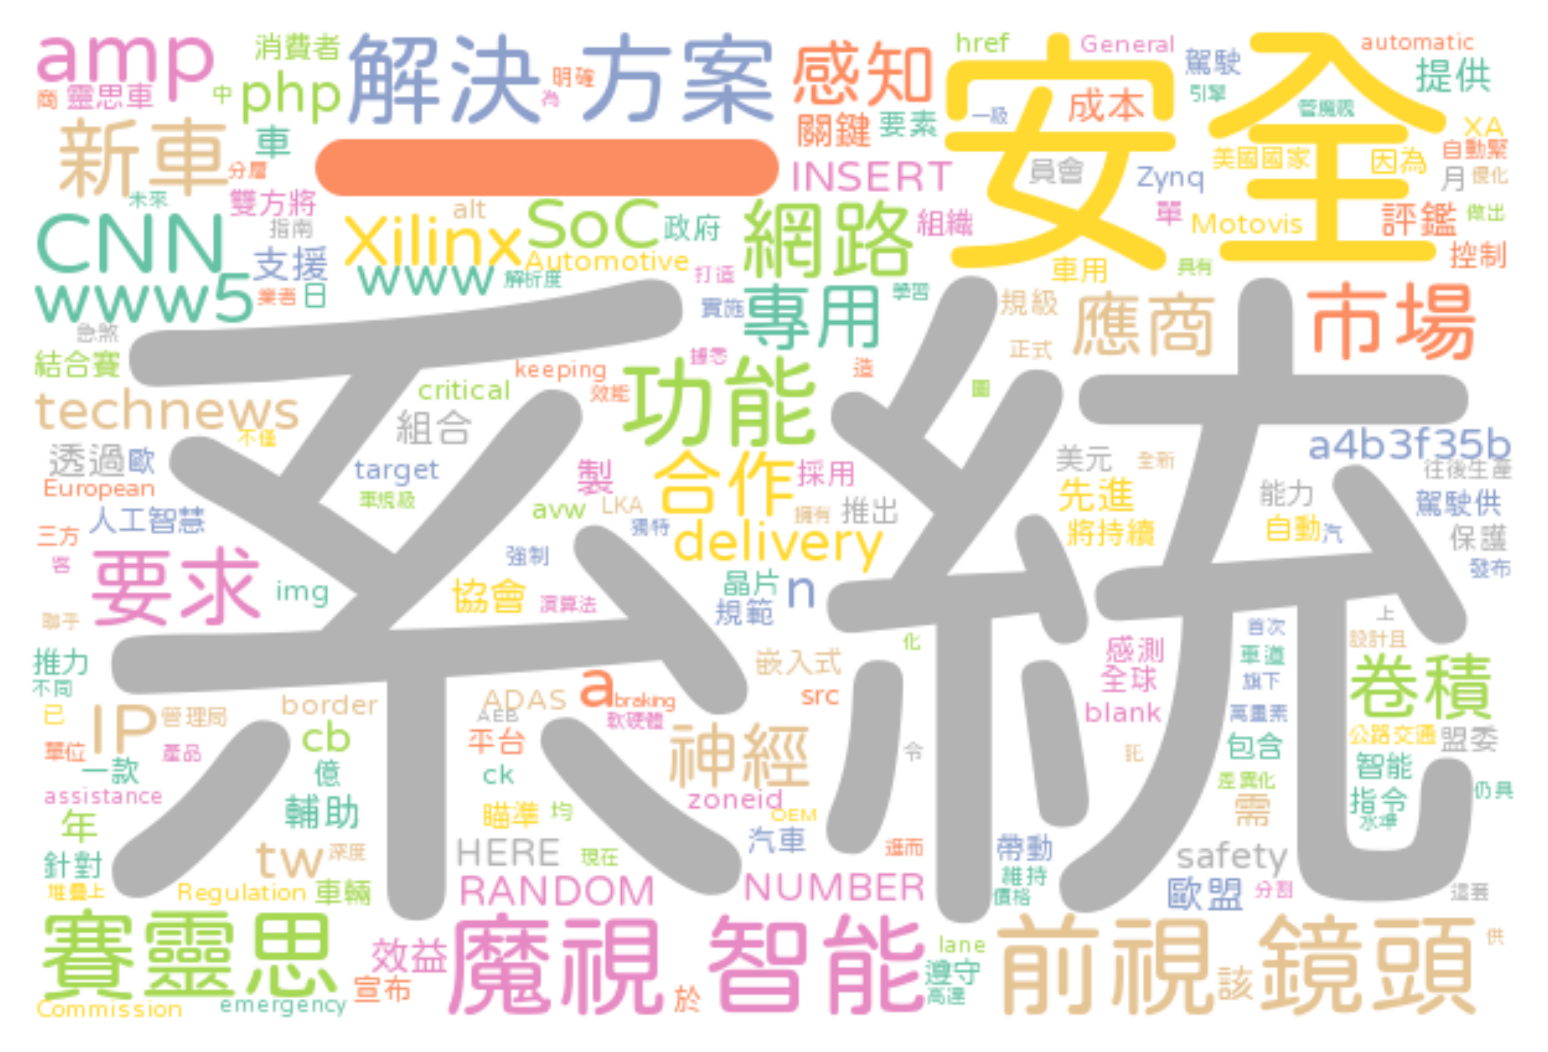 amp
消費者
解決方案
明確
為
感知
href
安全
General
駕駛
automatic
提供
商
靈思車
中
php
關鍵
要素
一級
成本
引擎
管魔視
XA
新車
車
分層
一
INSERT
員會
Zynq
美國國家
因為
自動緊
月
優化
未來
雙方將
alt
SoC
政府
網路
組織
單
Motovis
評鑑
做出
CNN
指南
Xilinx
Automotive
支援
www
解析度
打造
車用
具有
控制
www5
業者
日
實施
專用
學習
規級
應商
市場
急煞
結合賽
系統
keeping
據悉
造
正式
圖
technews
critical
效能
功能
不僅
組合
a4b3f35b
透過
歐
target
製
合作
採用
美元
全新
往後生產
European
車規級
avw
LKA
擁有
推出
先進
能力
駕駛供
人工智慧
獨特
delivery
將持續
自動
汽
保護
三方
客
要求
img
強制
協會
演算法
晶片
n
規範
發布
聯手
化
首次
上
設計且
推力
不同
嵌入式
感測
車道
全球
旗下
卷積
已
IP
管理局
border
ADAS
a
braking
src
AEB
軟硬體
blank
萬畫素
單位
產品
cb
平台
神經
令
託
包含
公路交通
盟委
一款
億
ck
差異化
智能
assistance
zoneid
仍具
年
輔助
瞄準
均
OEM
需
指令
水準
針對
tw
深度
HERE
現在
汽車
進而
帶動
safety
堆疊上
Regulation
車輛
RANDOM
NUMBER
維持
價格
歐盟
分割
這套
賽靈思
效益
魔視
智能
lane
前視
鏡頭
供
遵守
該
Commission
emergency
宣布
於
高達